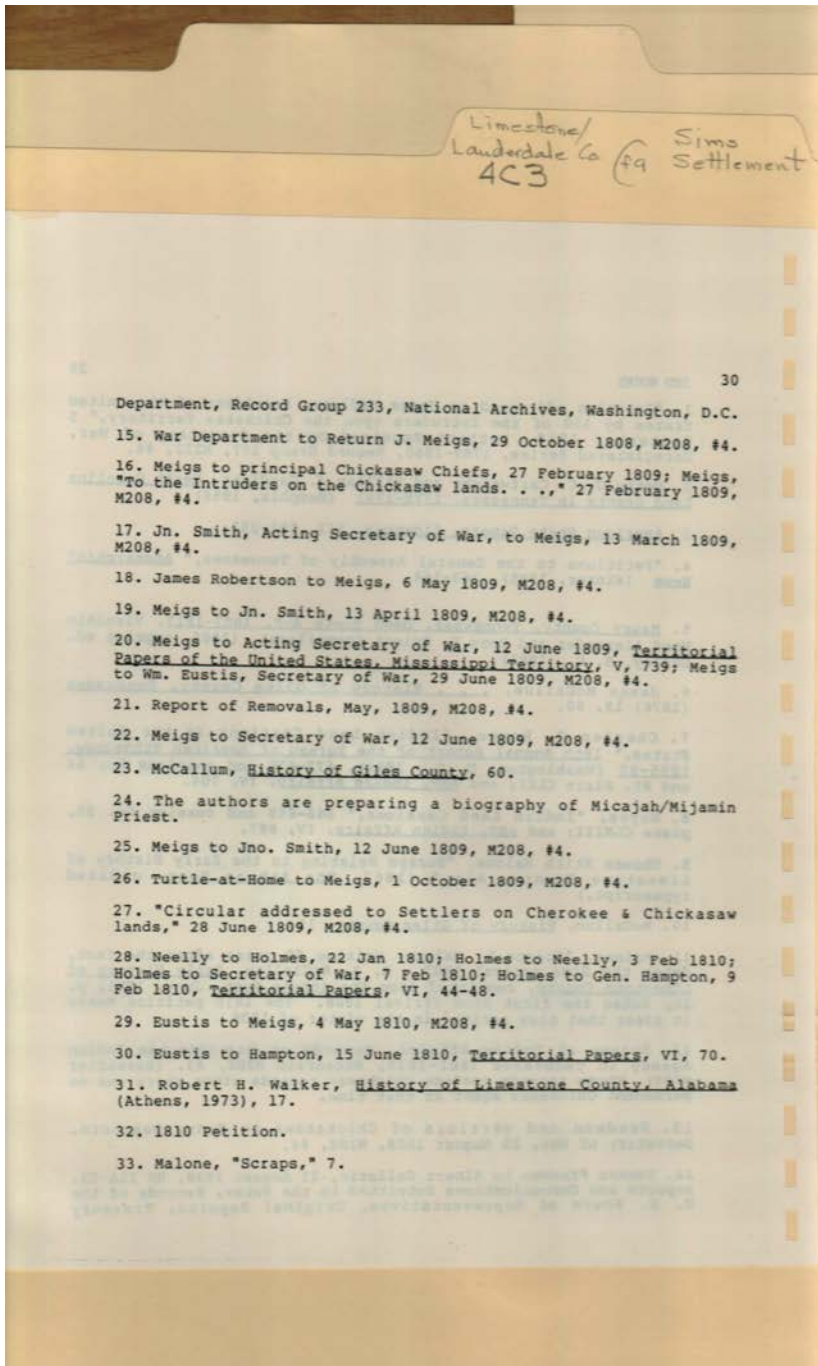 Limestone/
Lauderdale Co
4C3
fa
Sims
Settlement
30
Department, Record Group 233, National Archives, Washington, D.C.
15. War Department to Return J. Meigs, 29 October 1808, M208, #4.
16. Meigs to principal Chickasaw Chiefs, 27 February 1809; Meigs,
"To the Intruders on the Chickasaw lands. . .," 27 February 1809,
M208, #4.
17. Jn. Smith, Acting Secretary of War, to Meigs, 13 March 1809,
M208, #4.
18. James Robertson to Meigs, 6 May 1809, M208, #4.
19. Meigs to Jn. Smith, 13 April 1809, M208, #4.
20. Meigs to Acting Secretary of War, 12 June 1809, Territorial
Papers of the United States, Mississippi Territory, V, 739; Meigs
to Wm. Eustis, Secretary of War, 29 June 1809, M208, #4.
21. Report of Removals, May, 1809, M208, #4.
22. Meigs to Secretary of War, 12 June 1809, M208, #4.
23. McCallum, History of Giles County, 60.
24. The authors are preparing a biography of Micajah/Mijamin
Priest.
25. Meigs to Jno. Smith, 12 June 1809, M208, #4.
26. Turtle-at-Home to Meigs, 1 October 1809, M208, #4.
27. "Circular addressed to Settlers on Cherokee & Chickasaw
lands," 28 June 1809, M208, #4.
28. Neelly to Holmes, 22 Jan 1810; Holmes to Neelly, 3 Feb 1810;
Holmes to Secretary of War, 7 Feb 1810; Holmes to Gen. Hampton, 9
Feb 1810, Territorial Papers, VI, 44-48.
29. Eustis to Meigs, 4 May 1810, M208, #4.
30. Eustis to Hampton, 15 June 1810, Territorial Papers, VI, 70.
31. Robert H. Walker, History of Limestone County, Alabama
(Athens, 1973), 17.
32. 1810 Petition.
33. Malone, "Scraps," 7.